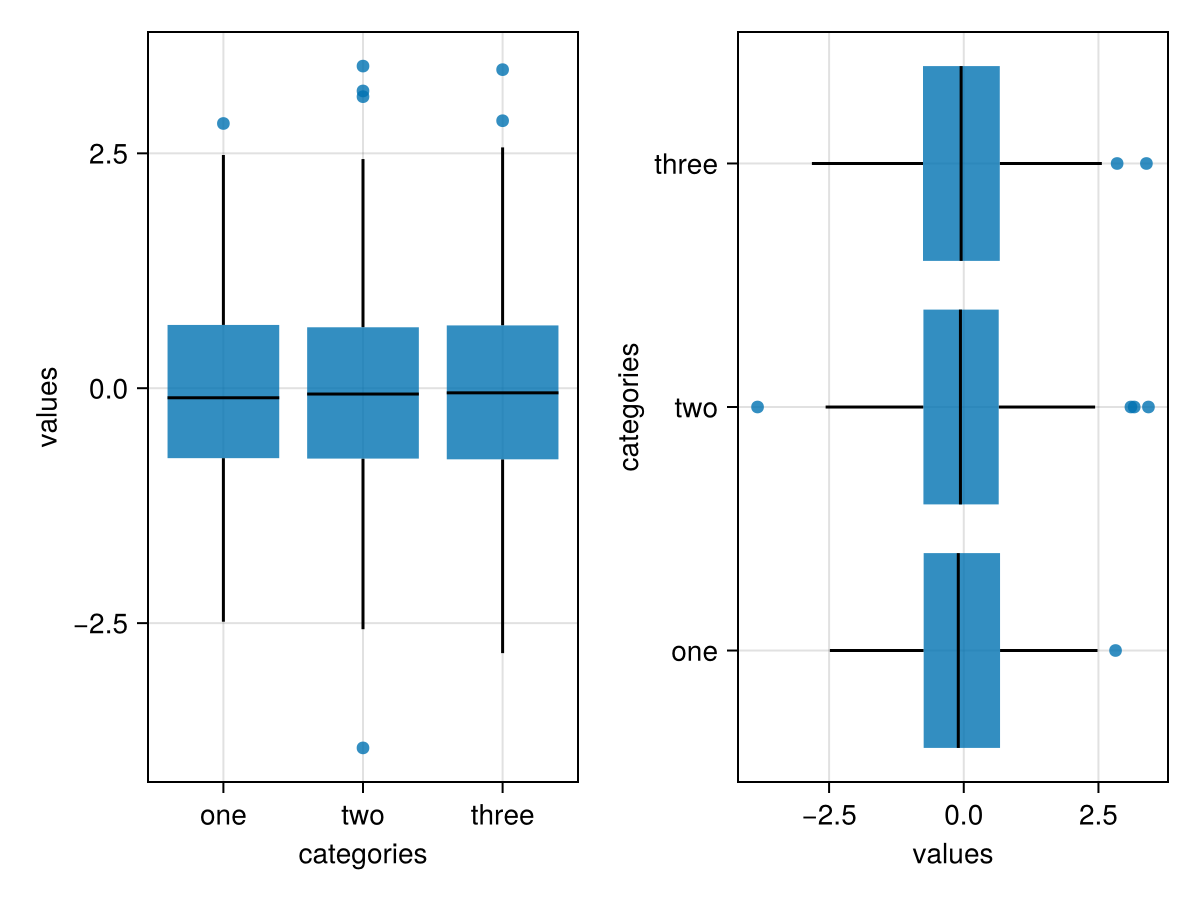 values
2.5
0.0
−2.5
one two three
categories
categories
three
two
one
−2.5 0.0 2.5
values